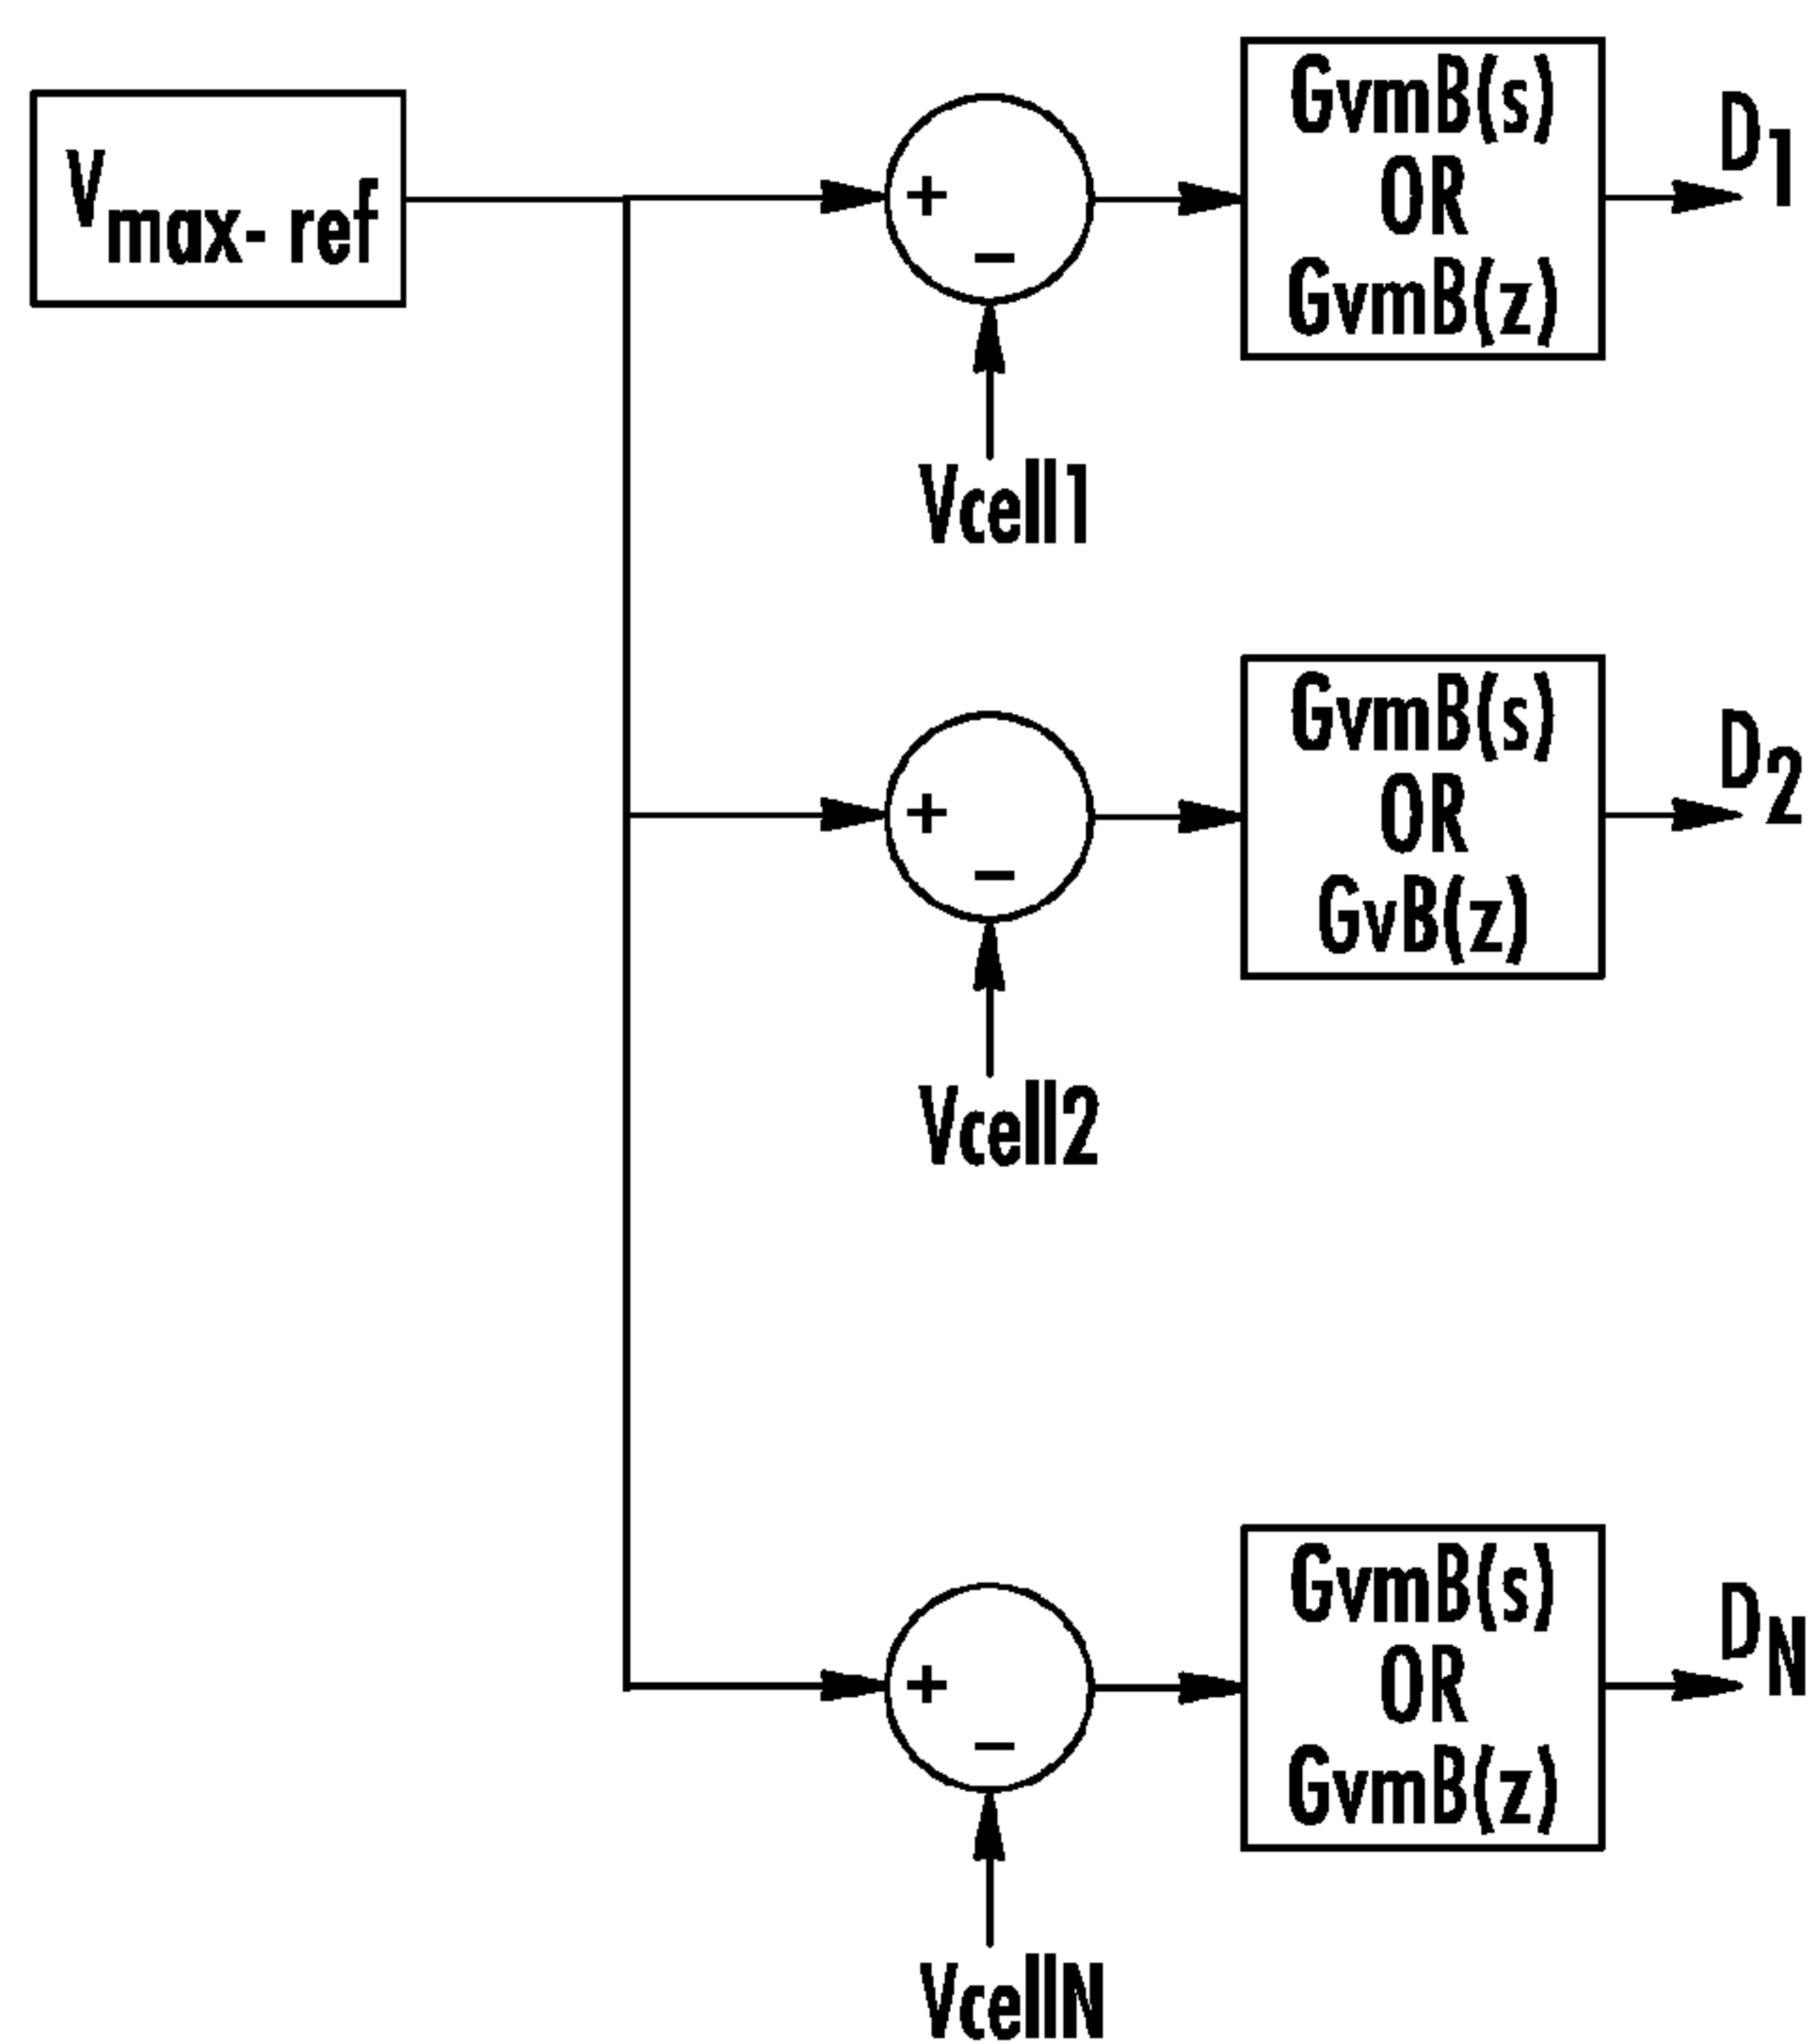 Vmax- ref
+
−
Vcell1
GvmB(s)
OR
GvmB(z)
D1
+
−
Vcell2
GvmB(s)
OR
GvB(z)
D2
+
−
VcellN
GvmB(s)
OR
GvmB(z)
DN